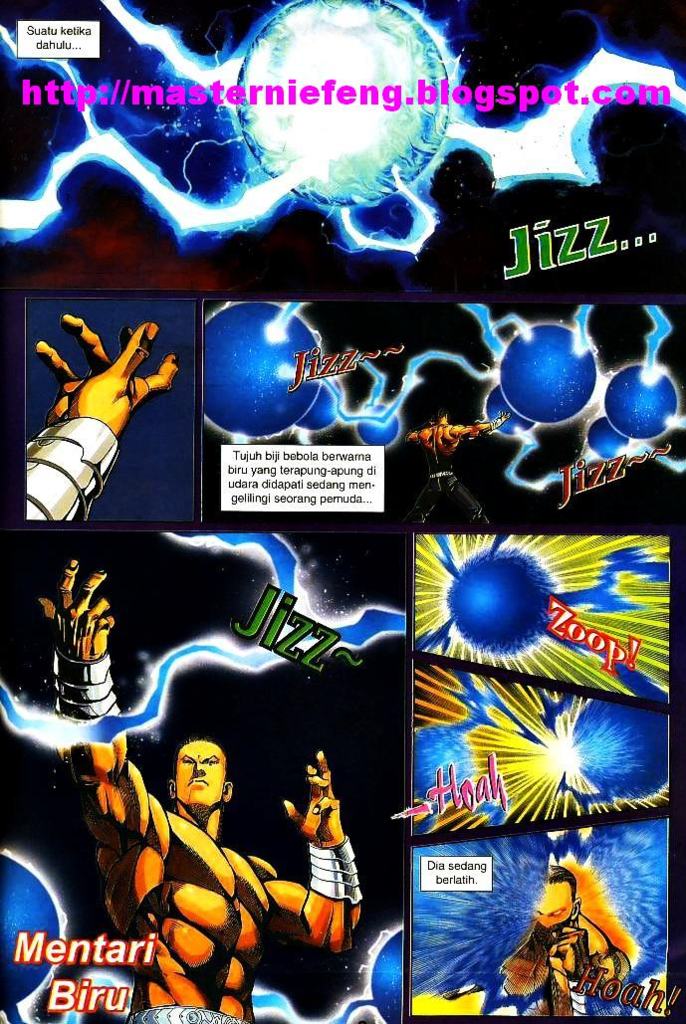 Suatu ketika
dahulu...
http://masterniefeng.blogspot.com
Jizz...
Jizz~~
Tujuh biji bebola berwarna
biru yang terapung-apung di
udara didapati sedang men-
gelilingi seorang pemuda...
Jizz~~
Jizz~
Mentari
Biru
Zoop!
Hoah
Dia sedang
berlatih.
Hoah!